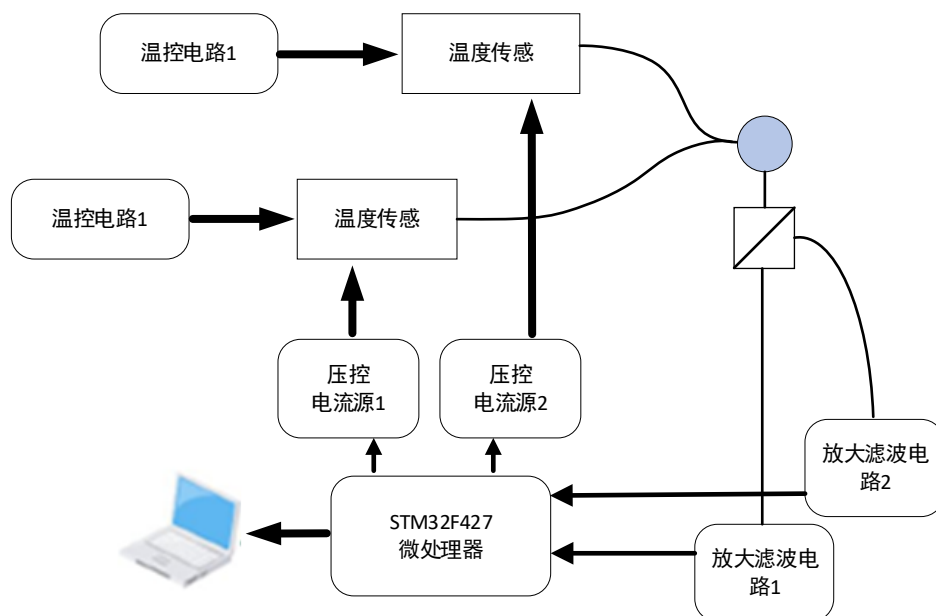 温控电路1
温度传感
温控电路1
温度传感
压控
电流源1
压控
电流源2
放大滤波电
路2
STM32F427
微处理器
放大滤波电
路1